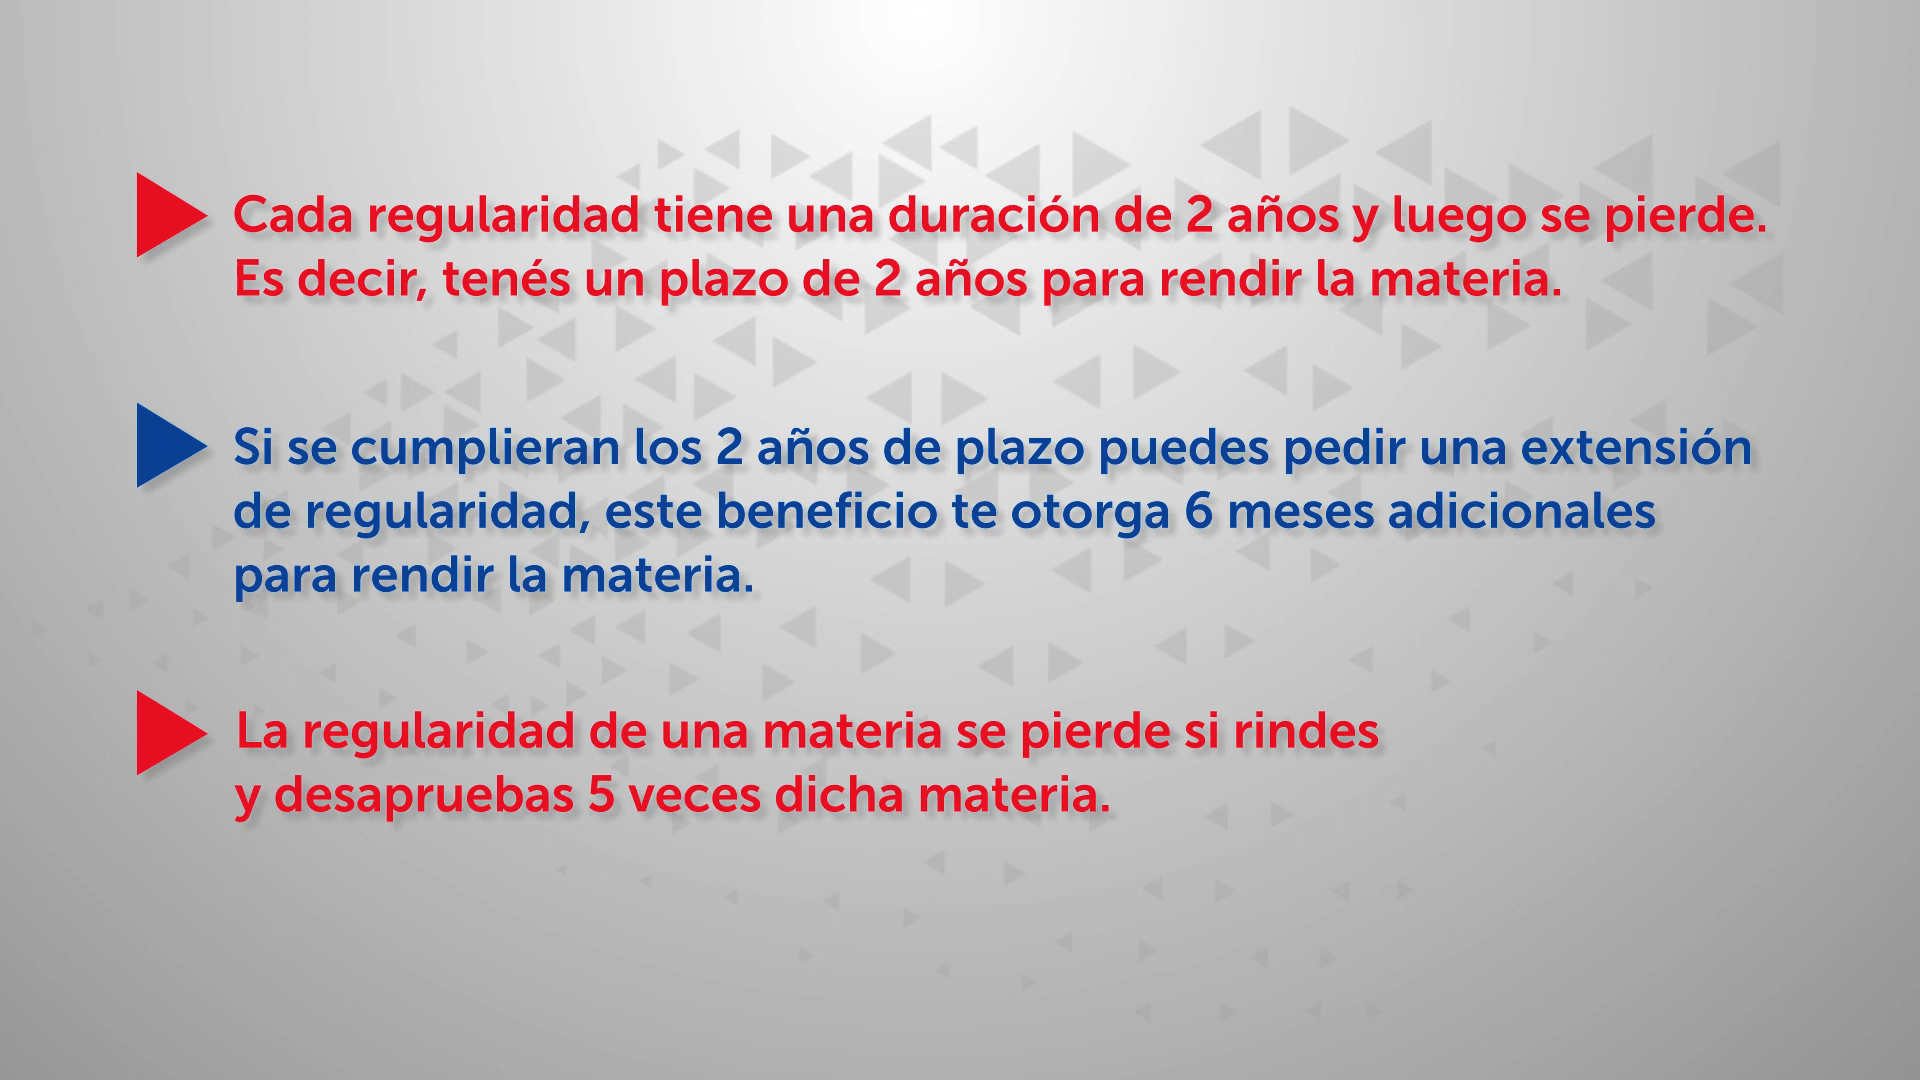 Cada regularidad tiene una duración de 2 años y luego se pierde.
Es decir, tenés un plazo de 2 años para rendir la materia.
Si se cumplieran los 2 años de plazo puedes pedir una extensión
de regularidad, este beneficio te otorga 6 meses adicionales
para rendir la materia.
La regularidad de una materia se pierde si rindes
y desapruebas 5 veces dicha materia.